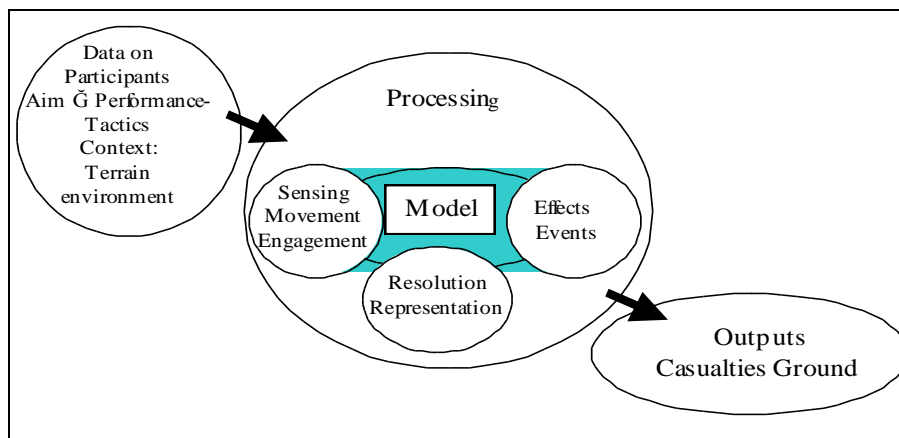 Data on
Participants
Aim Ğ Performance-
Tactics
Context:
Terrain
environment
Processing
Sensing
Movement
Engagement
Model
Effects
Events
Resolution
Representation
Outputs
Casualties Ground